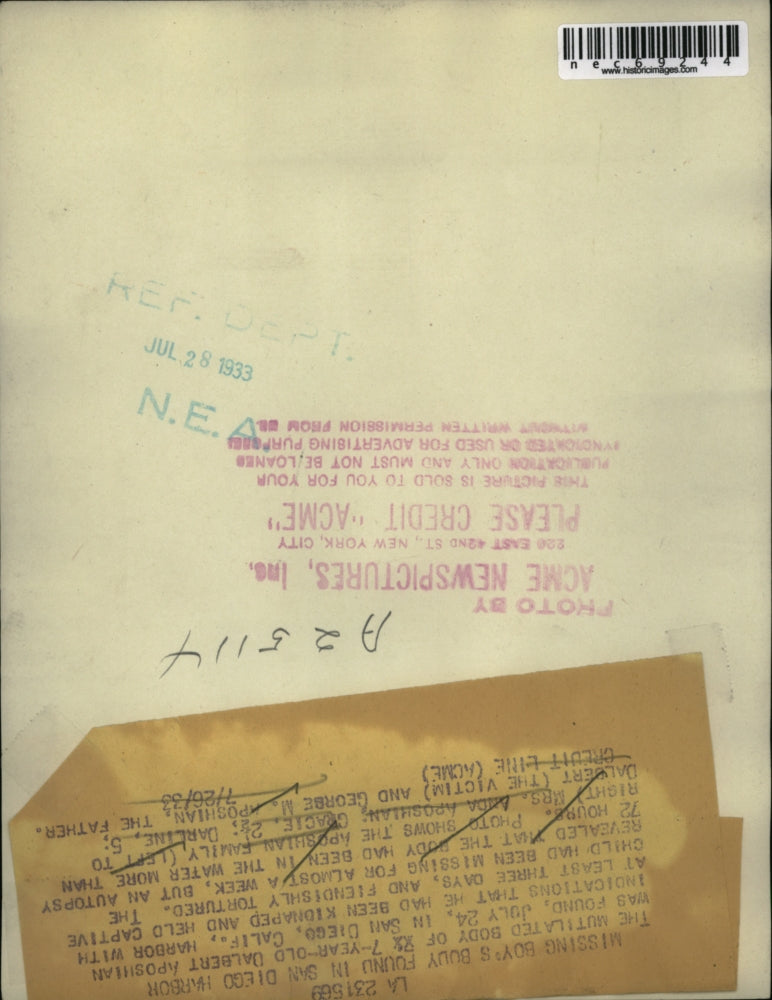 nec69244
www.historicimages.com
REF. DEPT.
JUL 28 1933
N.E.A.
LA 231569
MISSING BOY'S BODY FOUND IN SAN DIEGO HARBOR
THE MUTILATED BODY OF 7-YEAR-OLD DALBERT APOSHIAN
WAS FOUND, JULY 24, IN SAN DIEGO, CALIF., HARBOR WITH
INDICATIONS THAT HE HAD BEEN KIDNAPED AND HELD CAPTIVE
AT LEAST THREE DAYS, AND FIENDISHLY TORTURED. THE
CHILD HAD BEEN MISSING FOR ALMOST A WEEK, BUT AN AUTOPSY
REVEALED THAT THE BODY HAD BEEN IN THE WATER MORE THAN
72 HOURS. PHOTO SHOWS THE APOSHIAN FAMILY (LEFT TO
RIGHT) MRS. APOSHIAN; GRACIE, 2½; DARLINE, 5;
DALBERT (THE VICTIM) AND GEORGE M. APOSHIAN, THE FATHER.
CREDIT LINE (ACME) 7/26/33
A25114
PHOTO BY
ACME NEWSPICTURES, Inc.
220 EAST 42ND ST., NEW YORK, CITY
PLEASE CREDIT "ACME"
THIS PICTURE IS SOLD TO YOU FOR YOUR
PUBLICATION ONLY AND MUST NOT BE LOANED
SYNDICATED OR USED FOR ADVERTISING PURPOSES
WITHOUT WRITTEN PERMISSION FROM US